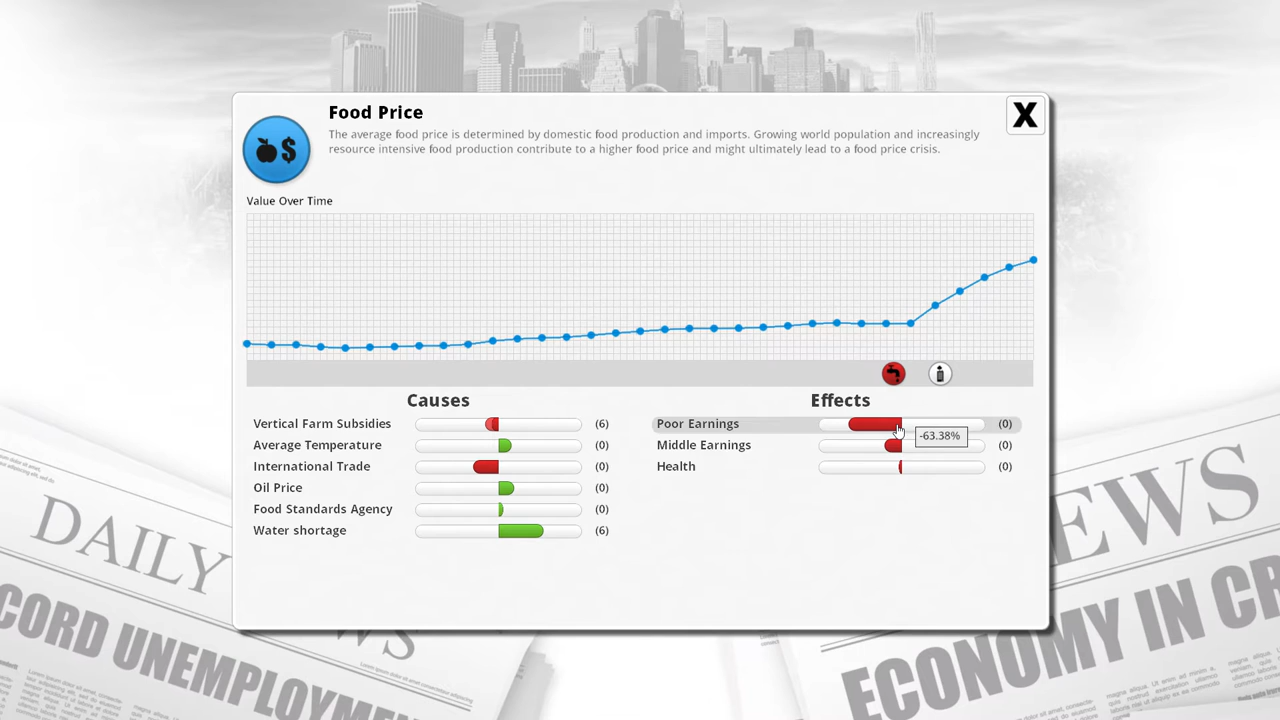 Food Price
X
The average food price is determined by domestic food production and imports. Growing world population and increasingly
resource intensive food production contribute to a higher food price and might ultimately lead to a food price crisis.
$
Value Over Time
Causes
Vertical Farm Subsidies (6)
Average Temperature (0)
International Trade (0)
Oil Price (0)
Food Standards Agency (0)
Water shortage (6)
Effects
Poor Earnings (0)
-63.38%
Middle Earnings (0)
Health (0)
DAILY
WS
CORD UNEMPLOYME
EWS
ECONOMY IN CR